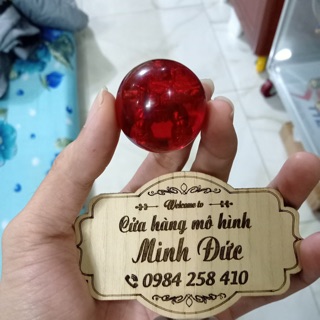 Welcome to
Cửa hàng mô hình
Minh Đức
0984 258 410